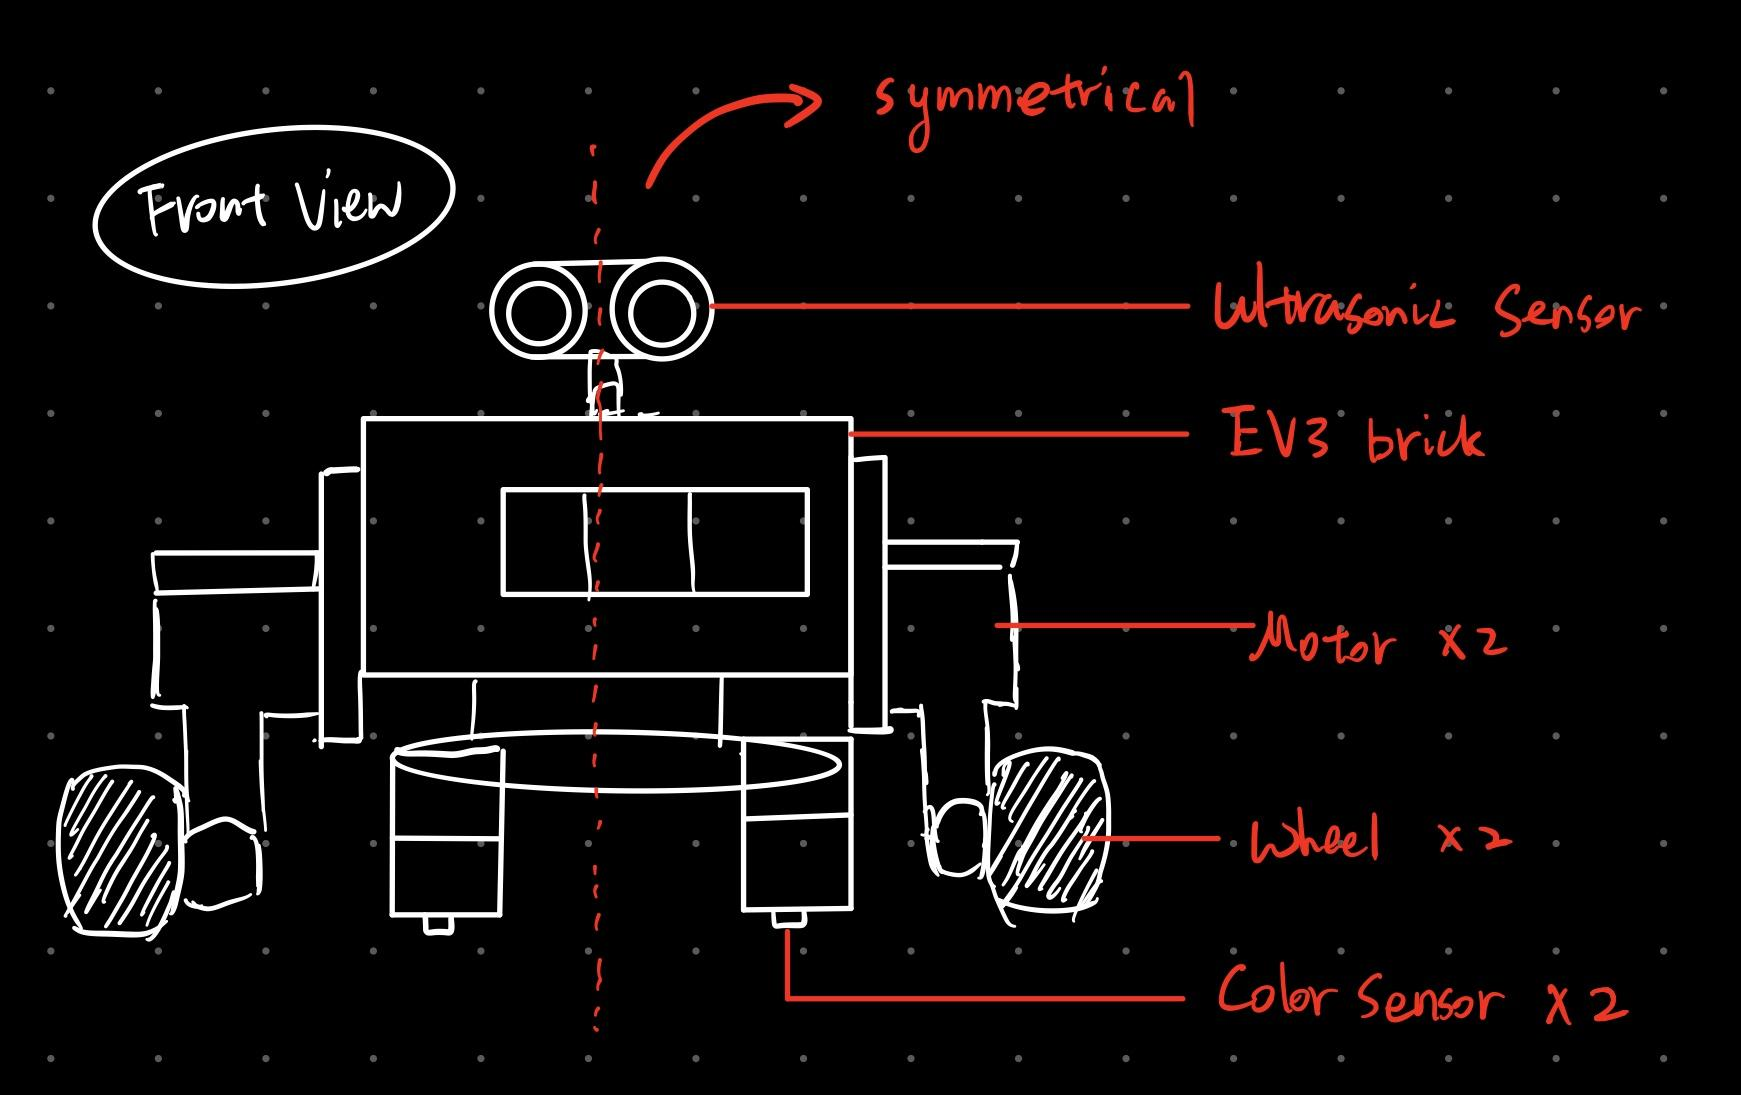 symmetrical
Front View
Ultrasonic Sensor
EV3 brick
Motor x2
Wheel x2
Color Sensor x2